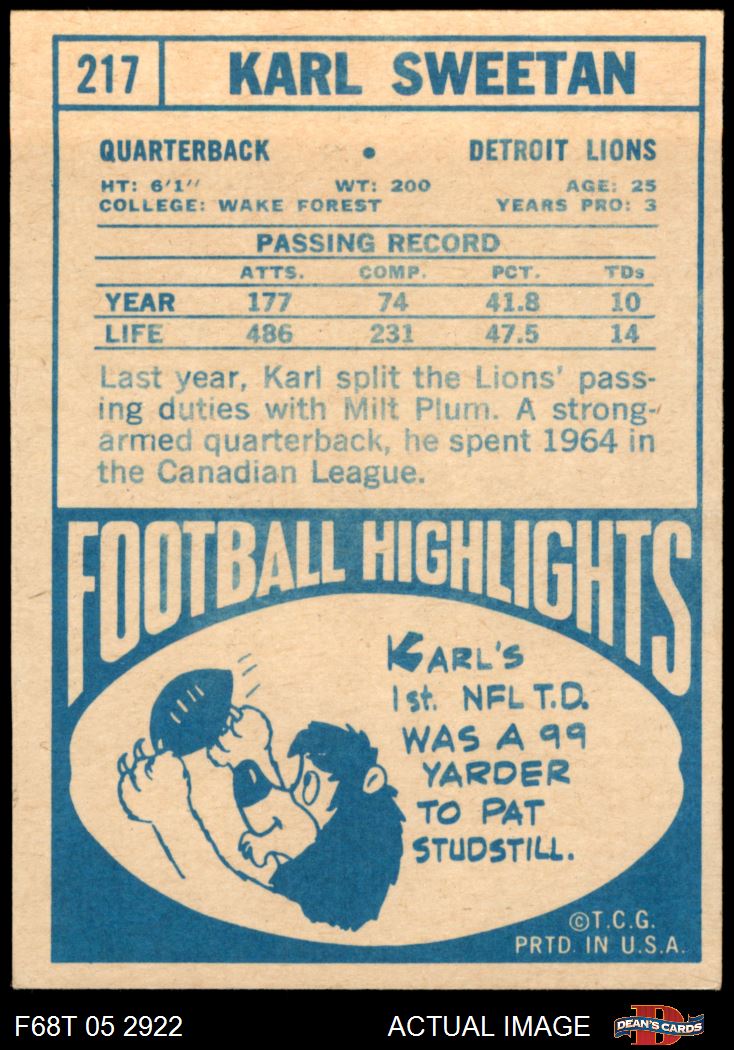 217 KARL SWEETAN
QUARTERBACK • DETROIT LIONS
HT: 6'1" WT: 200 AGE: 25
COLLEGE: WAKE FOREST YEARS PRO: 3
PASSING RECORD
ATTS. COMP. PCT. TDs
YEAR 177 74 41.8 10
LIFE 486 231 47.5 14
Last year, Karl split the Lions' pass-
ing duties with Milt Plum. A strong-
armed quarterback, he spent 1964 in
the Canadian League.
FOOTBALL HIGHLIGHTS
KARL'S
1st. NFL T.D.
WAS A 99
YARDER
TO PAT
STUDSTILL.
©T.C.G.
PRTD. IN U.S.A.
F68T 05 2922 ACTUAL IMAGE
D
DEAN'S CARDS